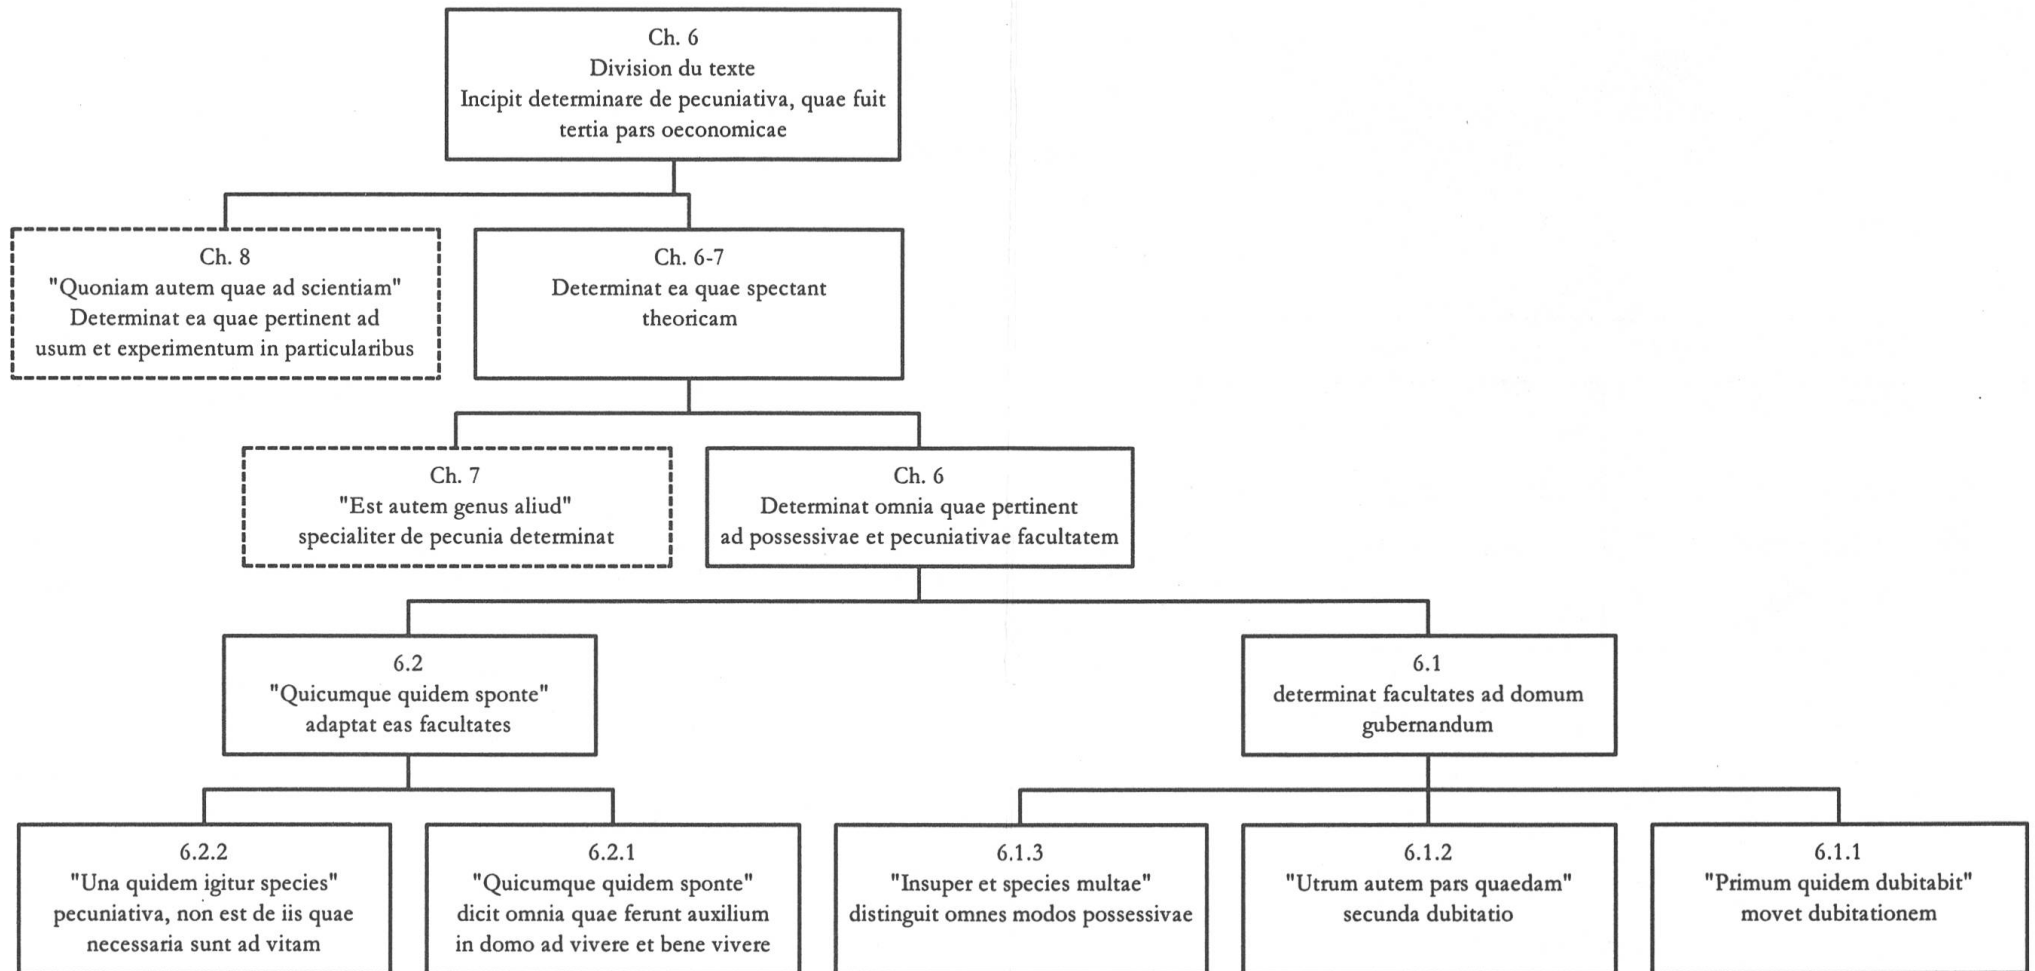 Ch. 6
Division du texte
Incipit determinare de pecuniativa, quae fuit
tertia pars oeconomicae
Ch. 8
"Quoniam autem quae ad scientiam"
Determinat ea quae pertinent ad
usum et experimentum in particularibus
Ch. 6-7
Determinat ea quae spectant
theoricam
Ch. 7
"Est autem genus aliud"
specialiter de pecunia determinat
Ch. 6
Determinat omnia quae pertinent
ad possessivae et pecuniativae facultatem
6.2
"Quicumque quidem sponte"
adaptat eas facultates
6.1
determinat facultates ad domum
gubernandum
6.2.2
"Una quidem igitur species"
pecuniativa, non est de iis quae
necessaria sunt ad vitam
6.2.1
"Quicumque quidem sponte"
dicit omnia quae ferunt auxilium
in domo ad vivere et bene vivere
6.1.3
"Insuper et species multae"
distinguit omnes modos possessivae
6.1.2
"Utrum autem pars quaedam"
secunda dubitatio
6.1.1
"Primum quidem dubitabit"
movet dubitationem